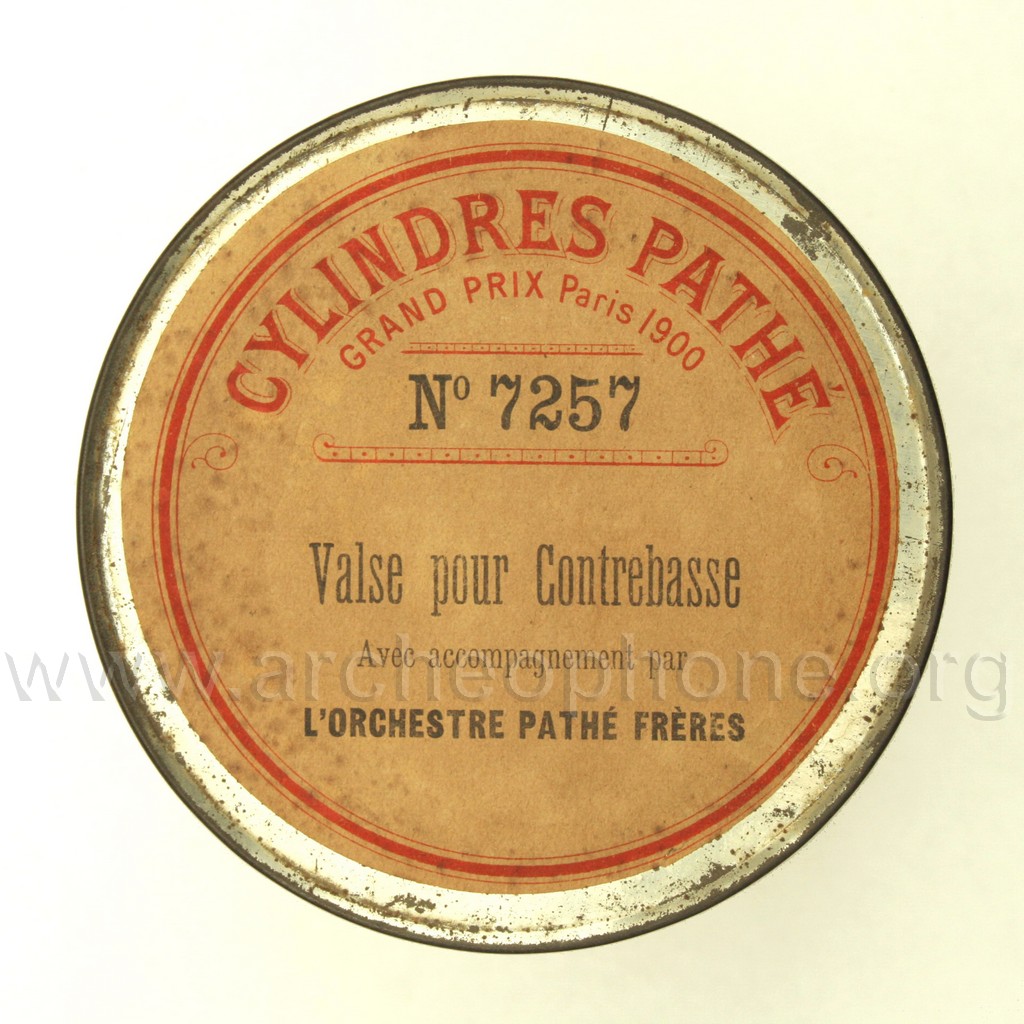 CYLINDRES PATHÉ
GRAND PRIX Paris 1900
Nº 7257
Valse pour Contrebasse
Avec accompagnement par
www.archeophone.org
L'ORCHESTRE PATHÉ FRÈRES